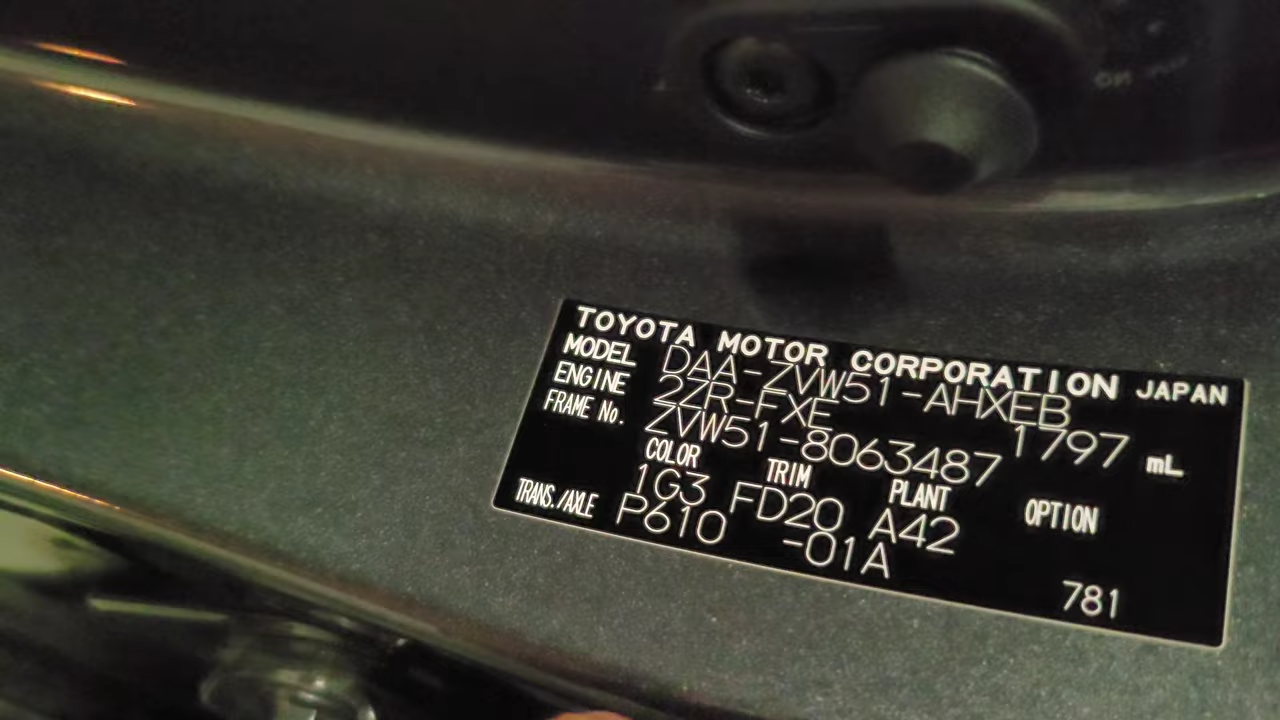 TOYOTA MOTOR CORPORATION JAPAN
MODEL DAA-ZVW51-AHXEB
ENGINE 2ZR-FXE 1797 mL
FRAME No. ZVW51-8063487
COLOR TRIM PLANT OPTION
1G3 FD20 A42
TRANS./AXLE P610 -01A
781